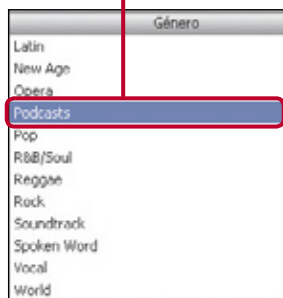 Género
Latin
New Age
Opera
Podcasts
Pop
R&B/Soul
Reggae
Rock
Soundtrack
Spoken Word
Vocal
World